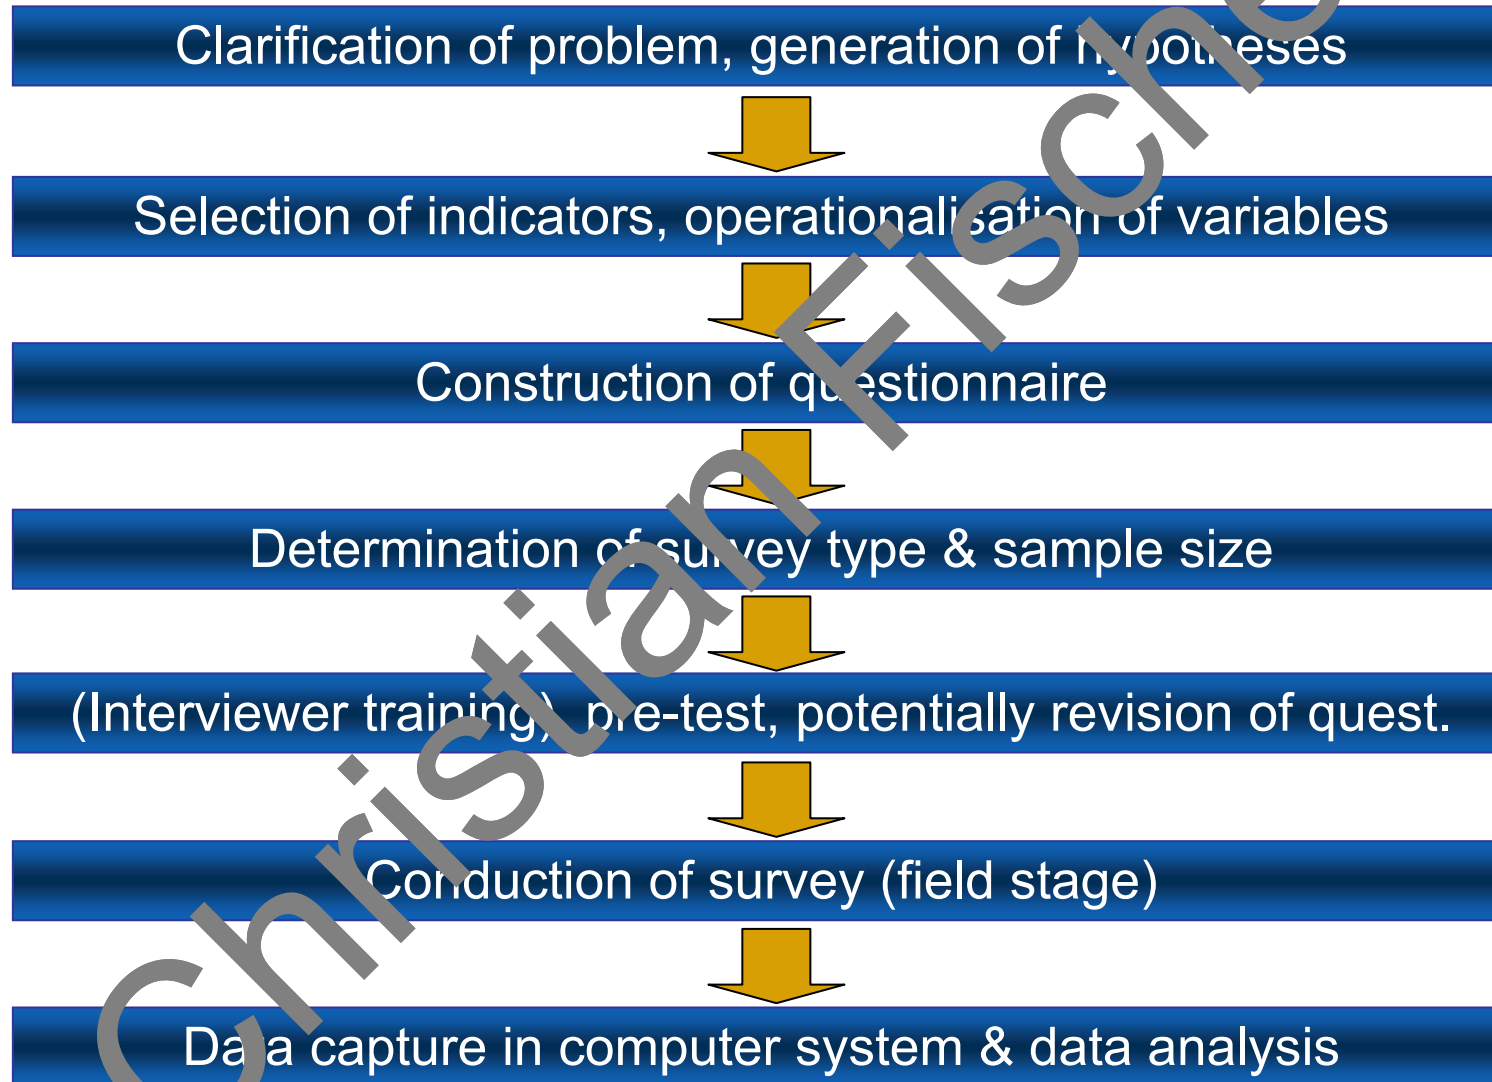 Clarification of problem, generation of hypotheses
Selection of indicators, operationalisation of variables
Construction of questionnaire
Determination of survey type & sample size
(Interviewer training), pre-test, potentially revision of quest.
Conduction of survey (field stage)
Data capture in computer system & data analysis
Christian Fische